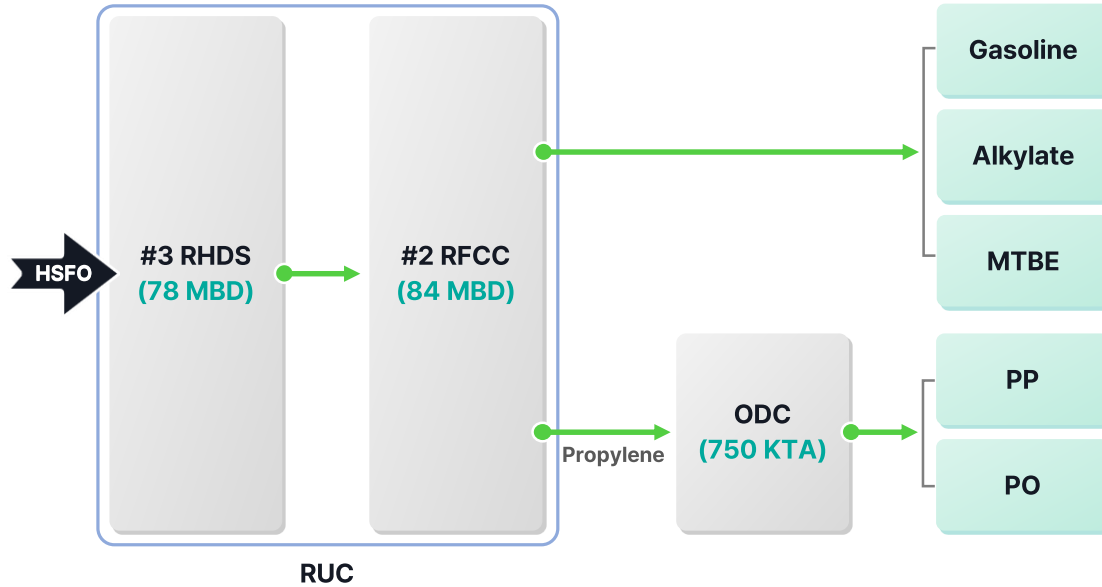 HSFO
#3 RHDS
(78 MBD)
#2 RFCC
(84 MBD)
RUC
Gasoline
Alkylate
MTBE
Propylene
ODC
(750 KTA)
PP
PO